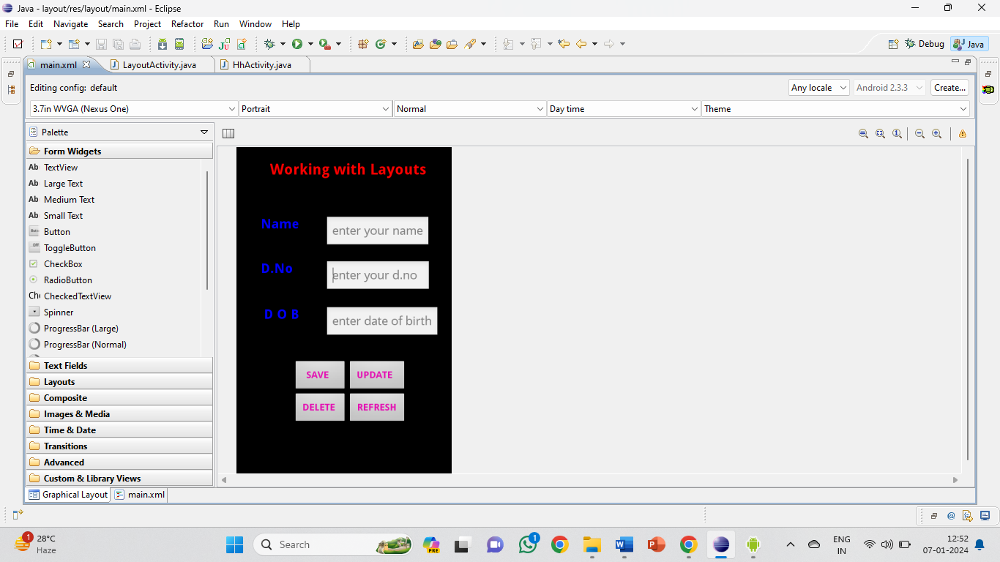 Java - layout/res/layout/main.xml - Eclipse
File Edit Navigate Search Project Refactor Run Window Help
Debug Java
main.xml LayoutActivity.java HhActivity.java
Editing config: default Any locale Android 2.3.3 Create...
3.7in WVGA (Nexus One) Portrait Normal Day time Theme
Palette
Form Widgets
Ab TextView
Ab Large Text
Ab Medium Text
Ab Small Text
Button
OFF ToggleButton
CheckBox
RadioButton
CheckedTextView
Spinner
ProgressBar (Large)
ProgressBar (Normal)
Text Fields
Layouts
Composite
Images & Media
Time & Date
Transitions
Advanced
Custom & Library Views
Graphical Layout main.xml
Working with Layouts
Name enter your name
D.No enter your d.no
D O B enter date of birth
SAVE UPDATE
DELETE REFRESH
1 28°C
Haze
Search
PRE
1
ENG
IN
12:52
07-01-2024